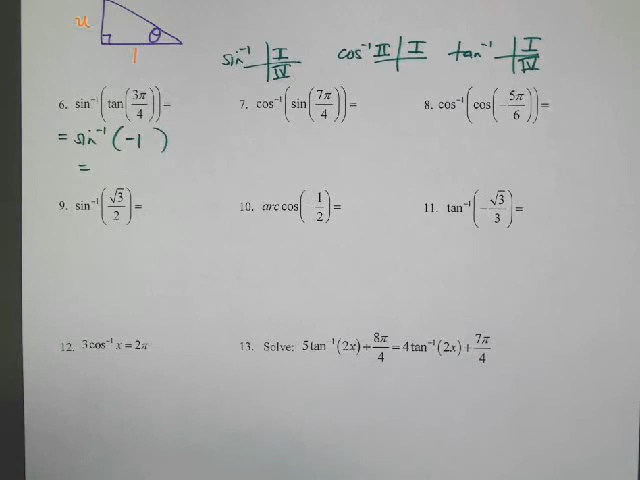 u
θ
1
sin⁻¹ I IV
cos⁻¹ II I
tan⁻¹ I IV
6. sin⁻¹(tan(3π/4))=
7. cos⁻¹(sin(7π/4))=
8. cos⁻¹(cos(-5π/6))=
= sin⁻¹(-1)
=
9. sin⁻¹(√3/2)=
10. arccos(-1/2)=
11. tan⁻¹(-√3/3)=
12. 3cos⁻¹x=2π
13. Solve: 5tan⁻¹(2x)+8π/4=4tan⁻¹(2x)+7π/4